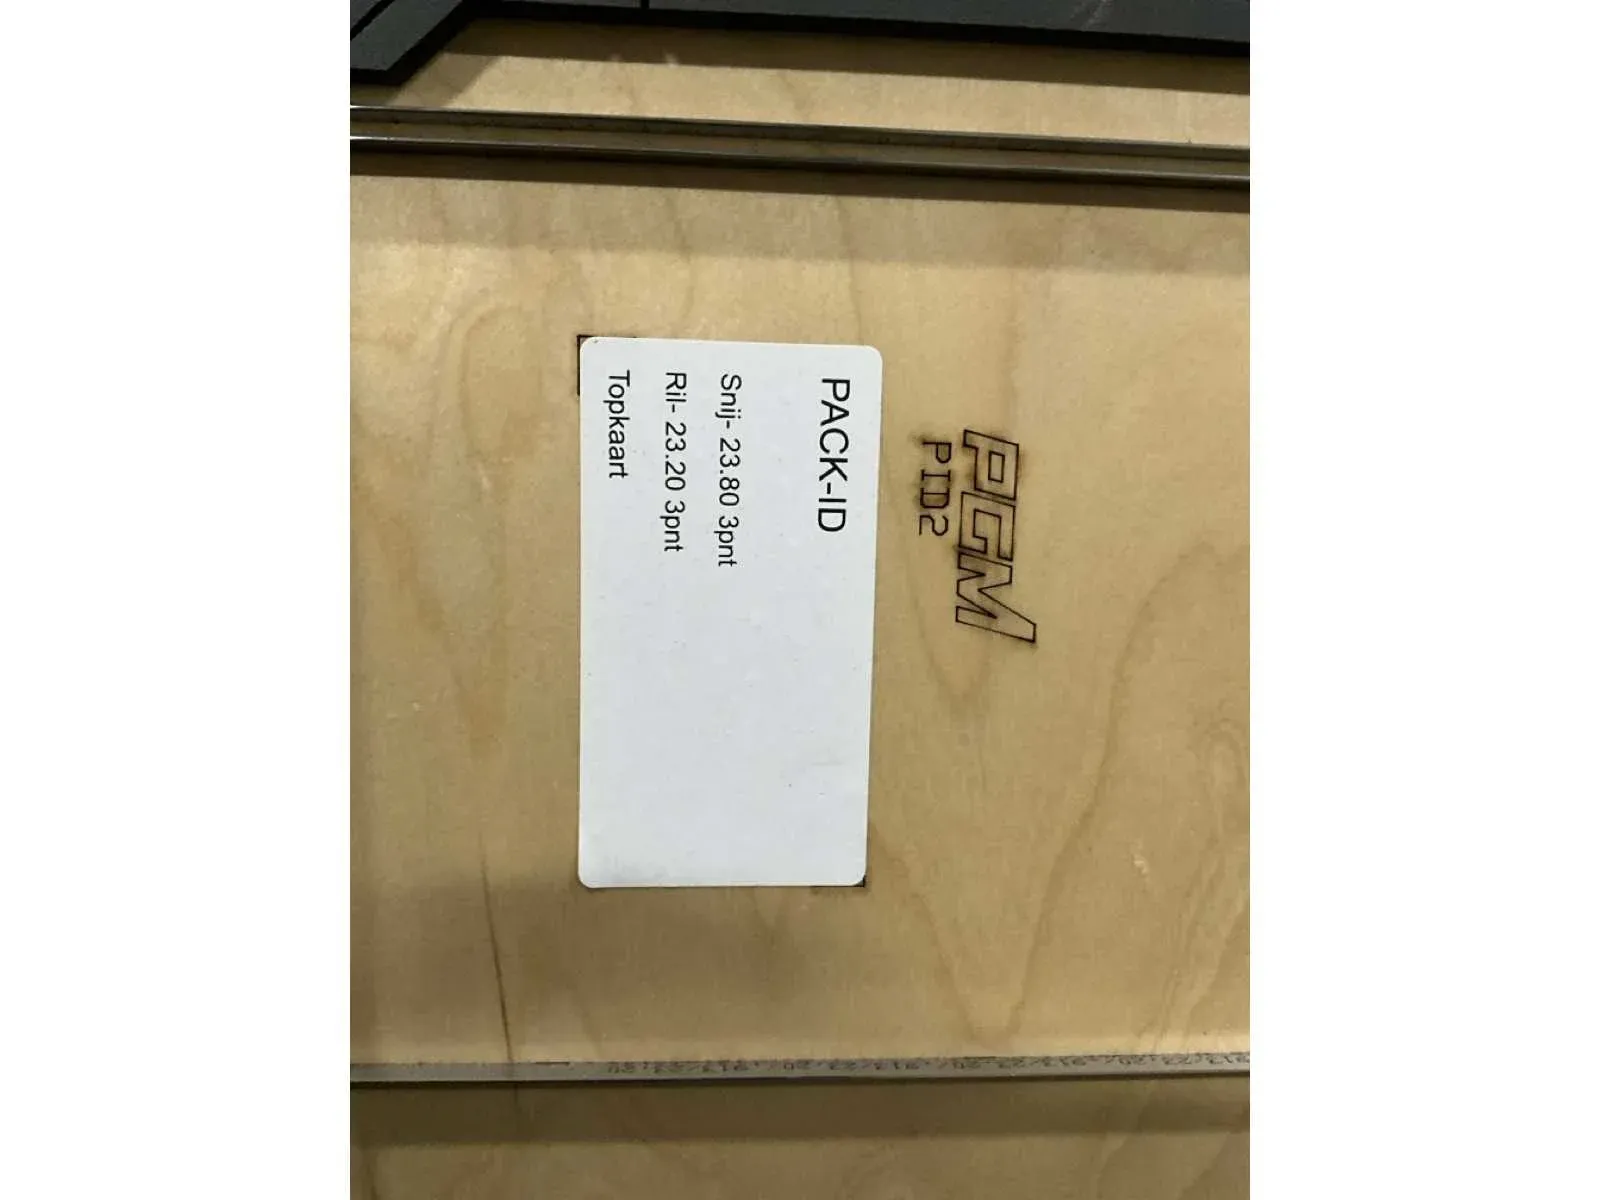 PGM
PID2
PACK-ID
Snij- 23.80 3pnt
Ril- 23.20 3pnt
Topkaart